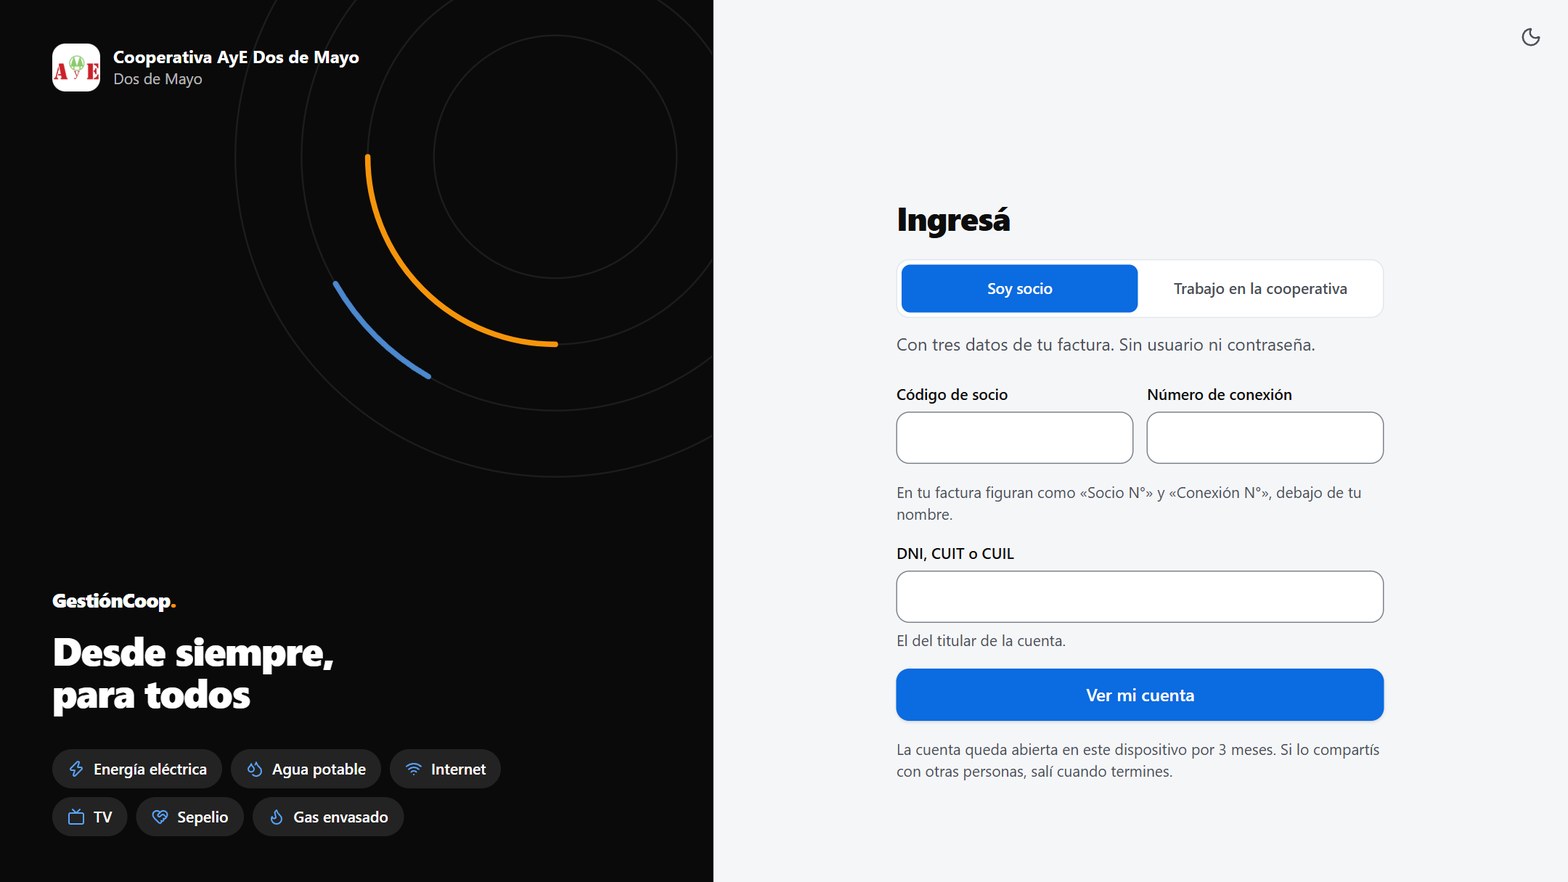 AyE
Cooperativa AyE Dos de Mayo
Dos de Mayo
GestiónCoop.
Desde siempre,
para todos
Energía eléctrica
Agua potable
Internet
TV
Sepelio
Gas envasado
Ingresá
Soy socio
Trabajo en la cooperativa
Con tres datos de tu factura. Sin usuario ni contraseña.
Código de socio
Número de conexión
En tu factura figuran como «Socio N°» y «Conexión N°», debajo de tu
nombre.
DNI, CUIT o CUIL
El del titular de la cuenta.
Ver mi cuenta
La cuenta queda abierta en este dispositivo por 3 meses. Si lo compartís
con otras personas, salí cuando termines.